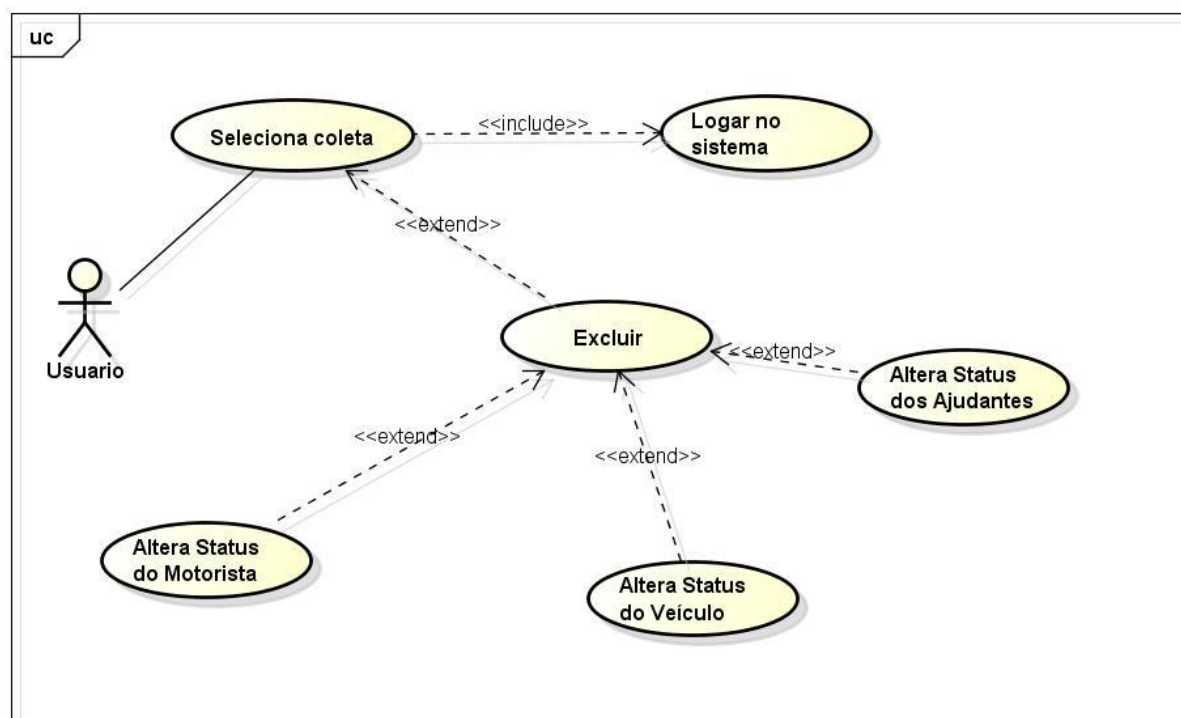 uc
Seleciona coleta
<<include>>
Logar no
sistema
<<extend>>
Usuario
Excluir
<<extend>>
Altera Status
dos Ajudantes
<<extend>>
<<extend>>
Altera Status
do Motorista
Altera Status
do Veículo